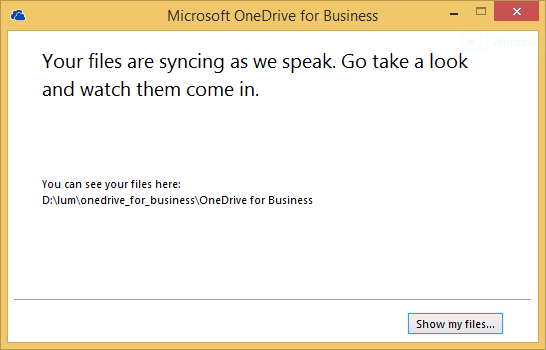 Microsoft OneDrive for Business
Your files are syncing as we speak. Go take a look
and watch them come in.
You can see your files here:
D:\lum\onedrive_for_business\OneDrive for Business
Show my files...